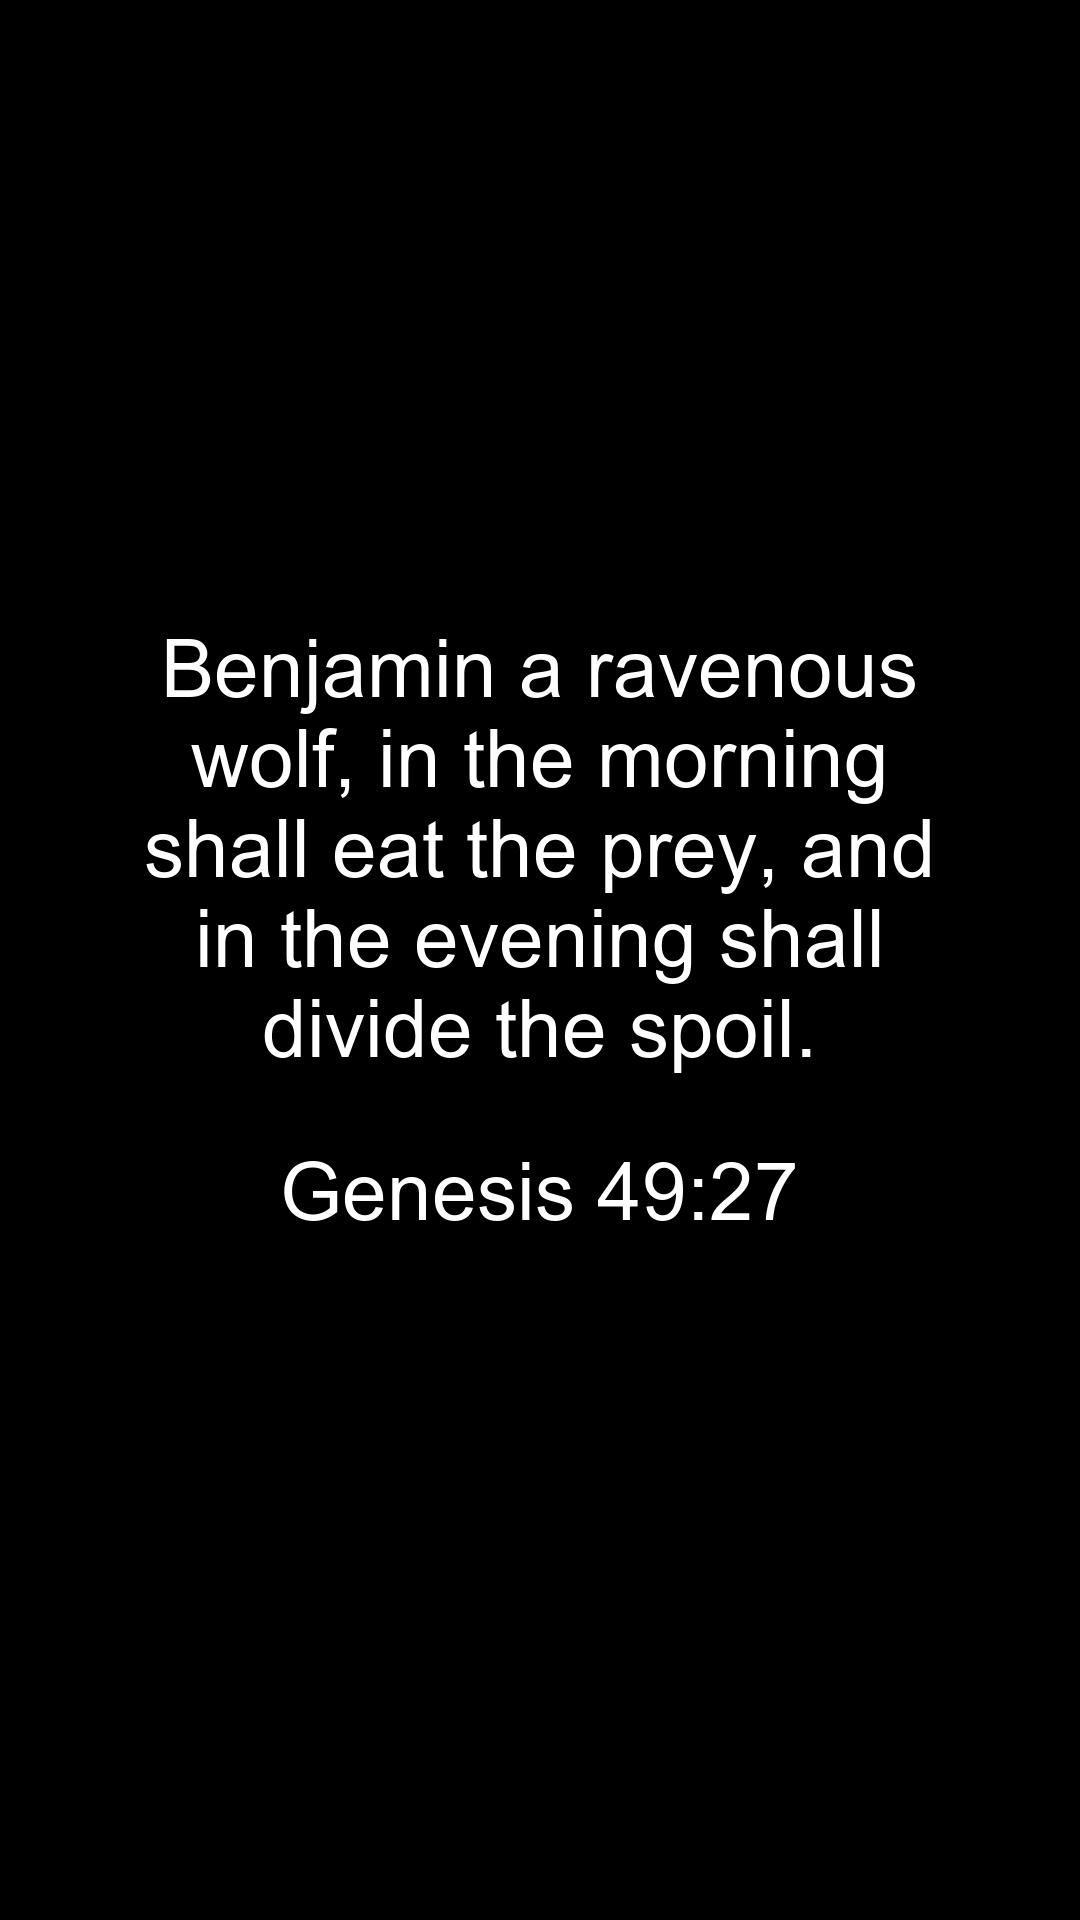 Benjamin a ravenous
wolf, in the morning
shall eat the prey, and
in the evening shall
divide the spoil.
Genesis 49:27